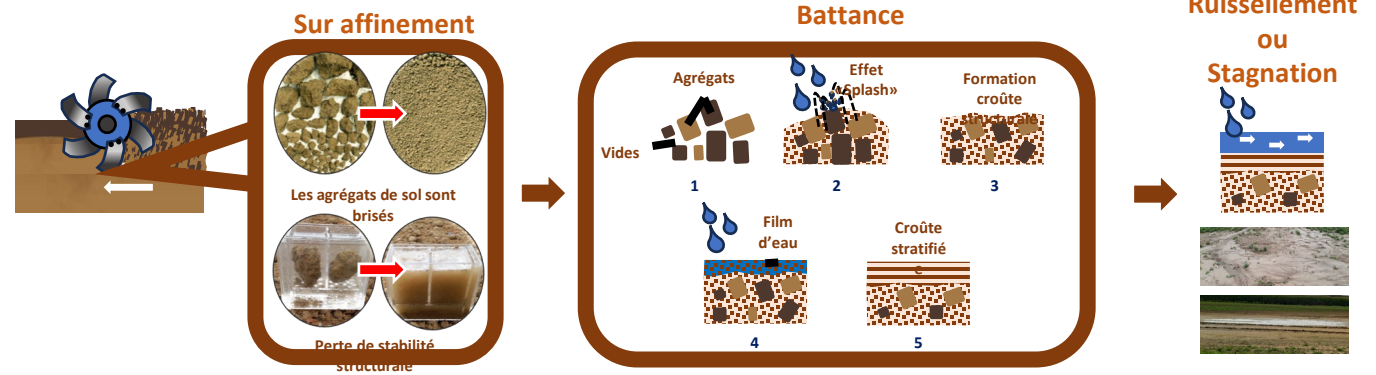 Sur affinement
Les agrégats de sol sont
brisés
Perte de stabilité
structurale
Battance
Agrégats
Vides
1
Effet
«Splash»
2
Formation
croûte
structurale
3
Film
d'eau
4
Croûte
stratifié
e
5
Ruissellement
ou
Stagnation